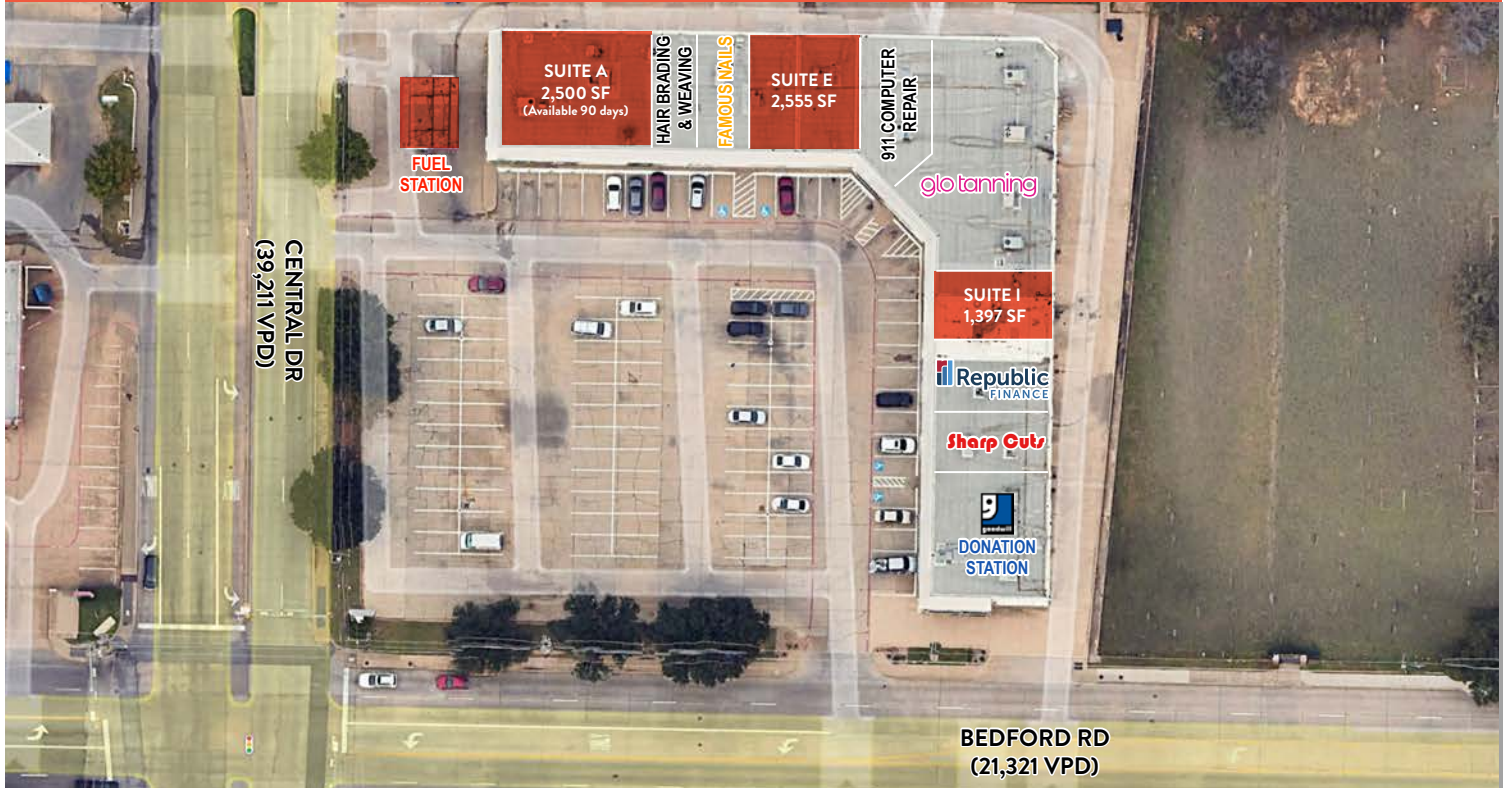 SUITE A
2,500 SF
(Available 90 days)
HAIR BRADING
& WEAVING
FAMOUS NAILS
SUITE E
2,555 SF
911 COMPUTER
REPAIR
FUEL
STATION
glo tanning
CENTRAL DR
(39,211 VPD)
SUITE I
1,397 SF
Republic
FINANCE
Sharp Cuts
g
goodwill
DONATION
STATION
BEDFORD RD
(21,321 VPD)